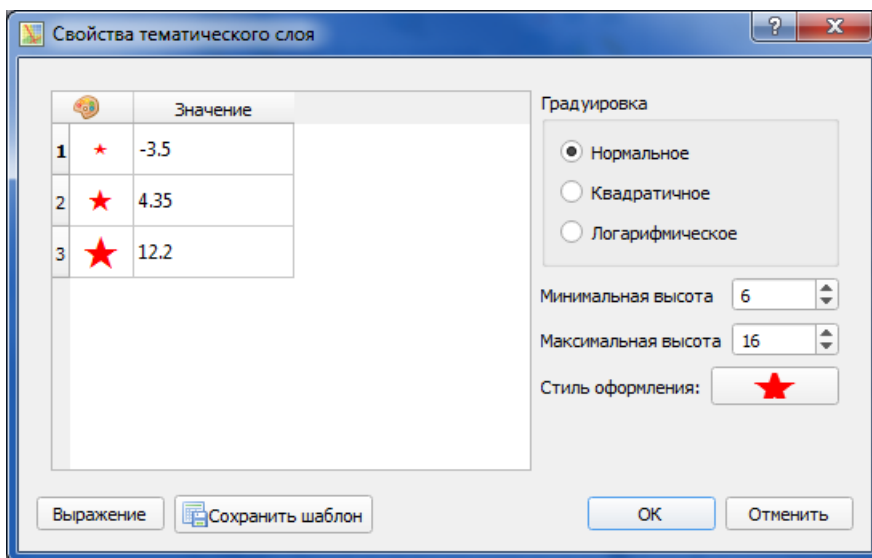 Свойства тематического слоя
Значение
1 -3.5
2 4.35
3 12.2
Градуировка
Нормальное
Квадратичное
Логарифмическое
Минимальная высота 6
Максимальная высота 16
Стиль оформления:
Выражение Сохранить шаблон OK Отменить